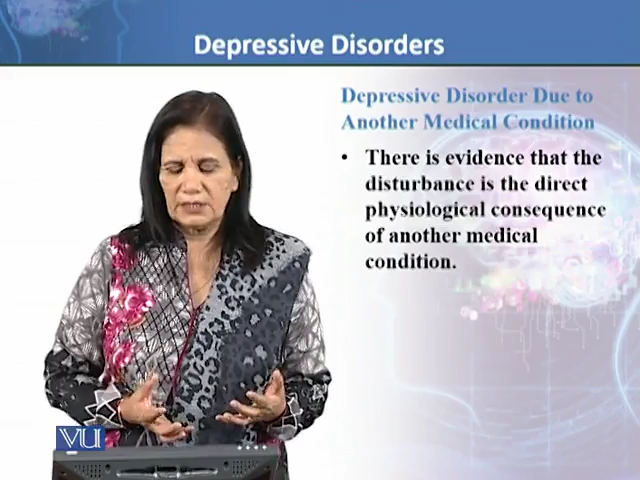 Depressive Disorders
Depressive Disorder Due to
Another Medical Condition
• There is evidence that the
disturbance is the direct
physiological consequence
of another medical
condition.
VU